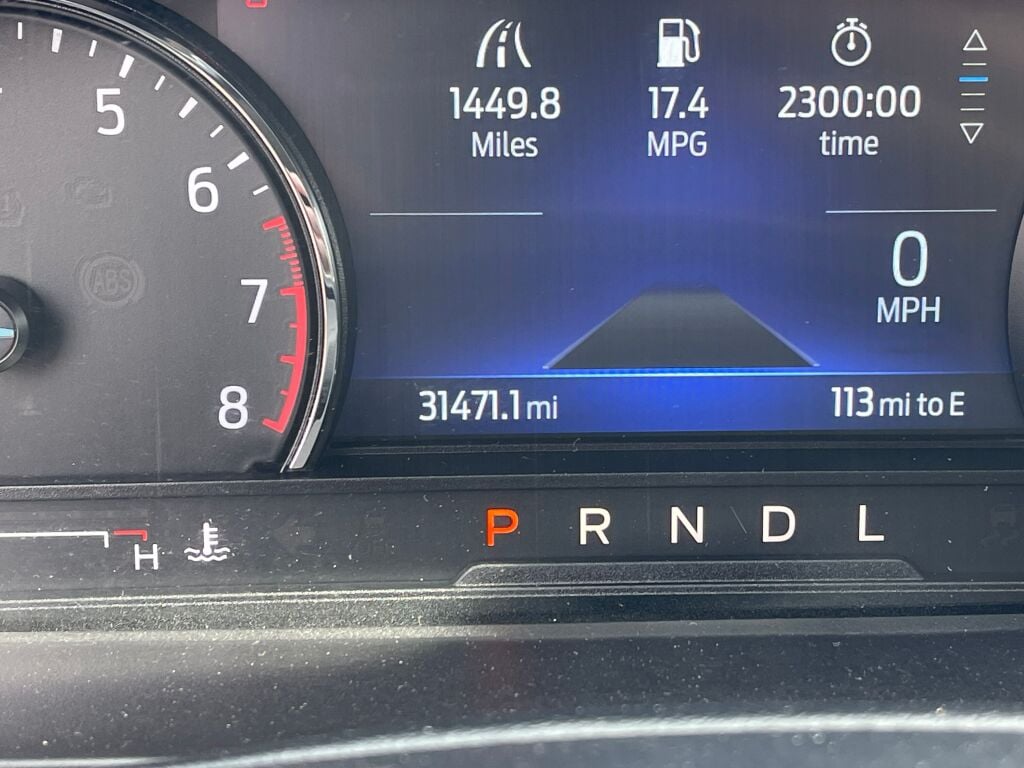 1449.8 17.4 2300:00
Miles MPG time
5
6
ABS
7
8
0
MPH
31471.1 mi 113 mi to E
P R N D L
H